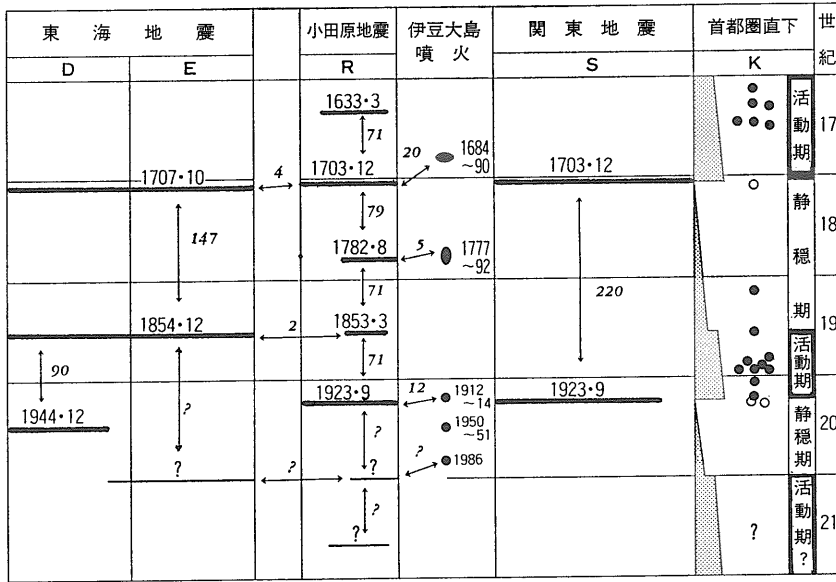 東海地震
小田原地震
伊豆大島
噴火
関東地震
首都圏直下
世紀
D
E
R
S
K
1633・3
71
1703・12
20
1684
~90
1703・12
活動期
17
1707・10
4
147
79
1782・8
5
1777
~92
220
静穏期
18
71
1854・12
2
1853・3
71
活動期
19
90
?
1923・9
12
1912
~14
1923・9
1944・12
?
1950
~51
静穏期
20
?
?
?
?
1986
?
?
活動期?
21